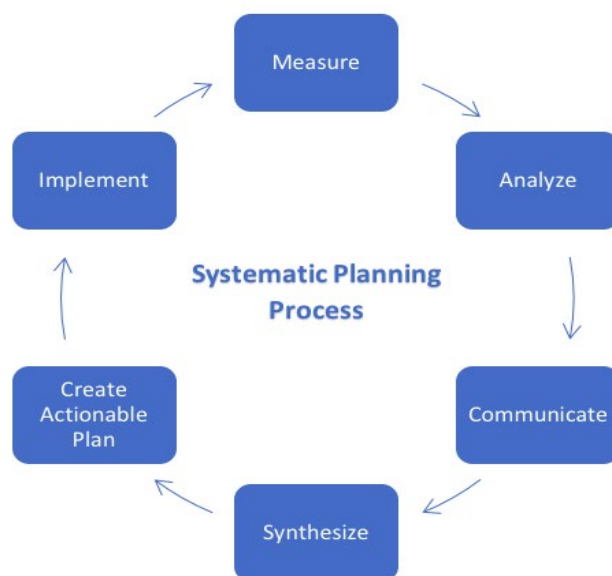 Measure
Analyze
Communicate
Synthesize
Create
Actionable
Plan
Implement
Systematic Planning
Process